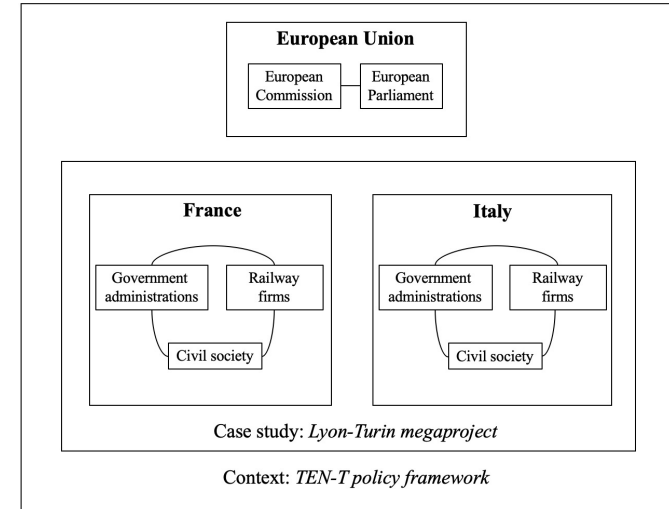 European Union
European
Commission
European
Parliament
France
Government
administrations
Railway
firms
Civil society
Italy
Government
administrations
Railway
firms
Civil society
Case study: Lyon-Turin megaproject
Context: TEN-T policy framework